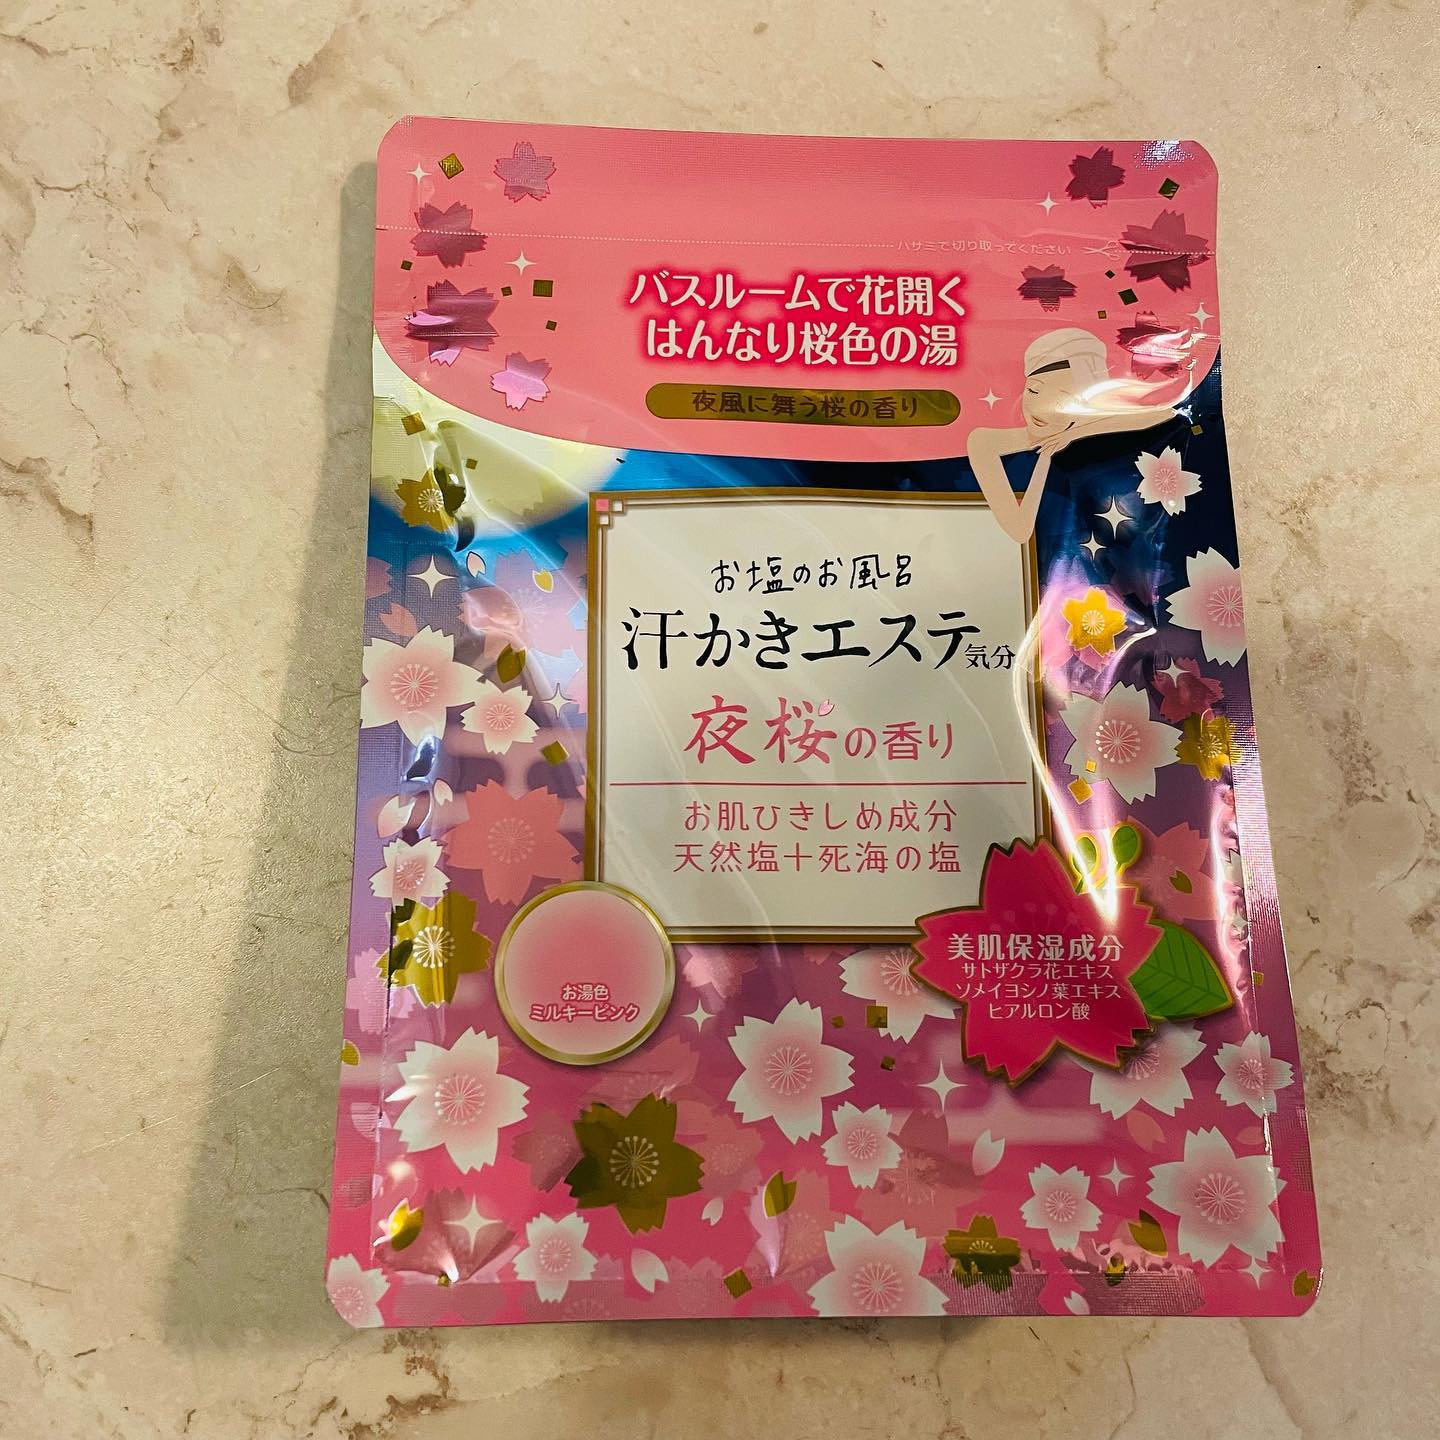 ハサミで切り取ってください
バスルームで花開く
はんなり桜色の湯
夜風に舞う桜の香り
お塩のお風呂
汗かきエステ気分
夜桜の香り
お肌ひきしめ成分
天然塩+死海の塩
美肌保湿成分
サトザクラ花エキス
ソメイヨシノ葉エキス
ヒアルロン酸
お湯色
ミルキーピンク